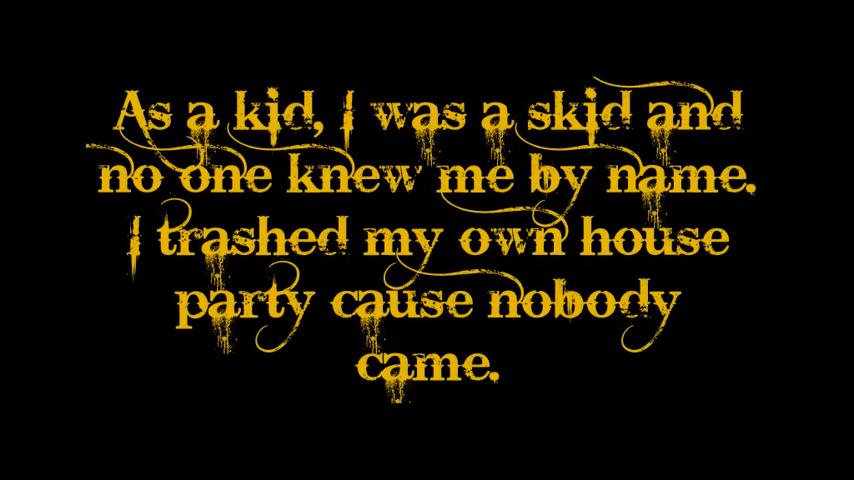 As a kid, I was a skid and
no one knew me by name.
I trashed my own house
party cause nobody
came.